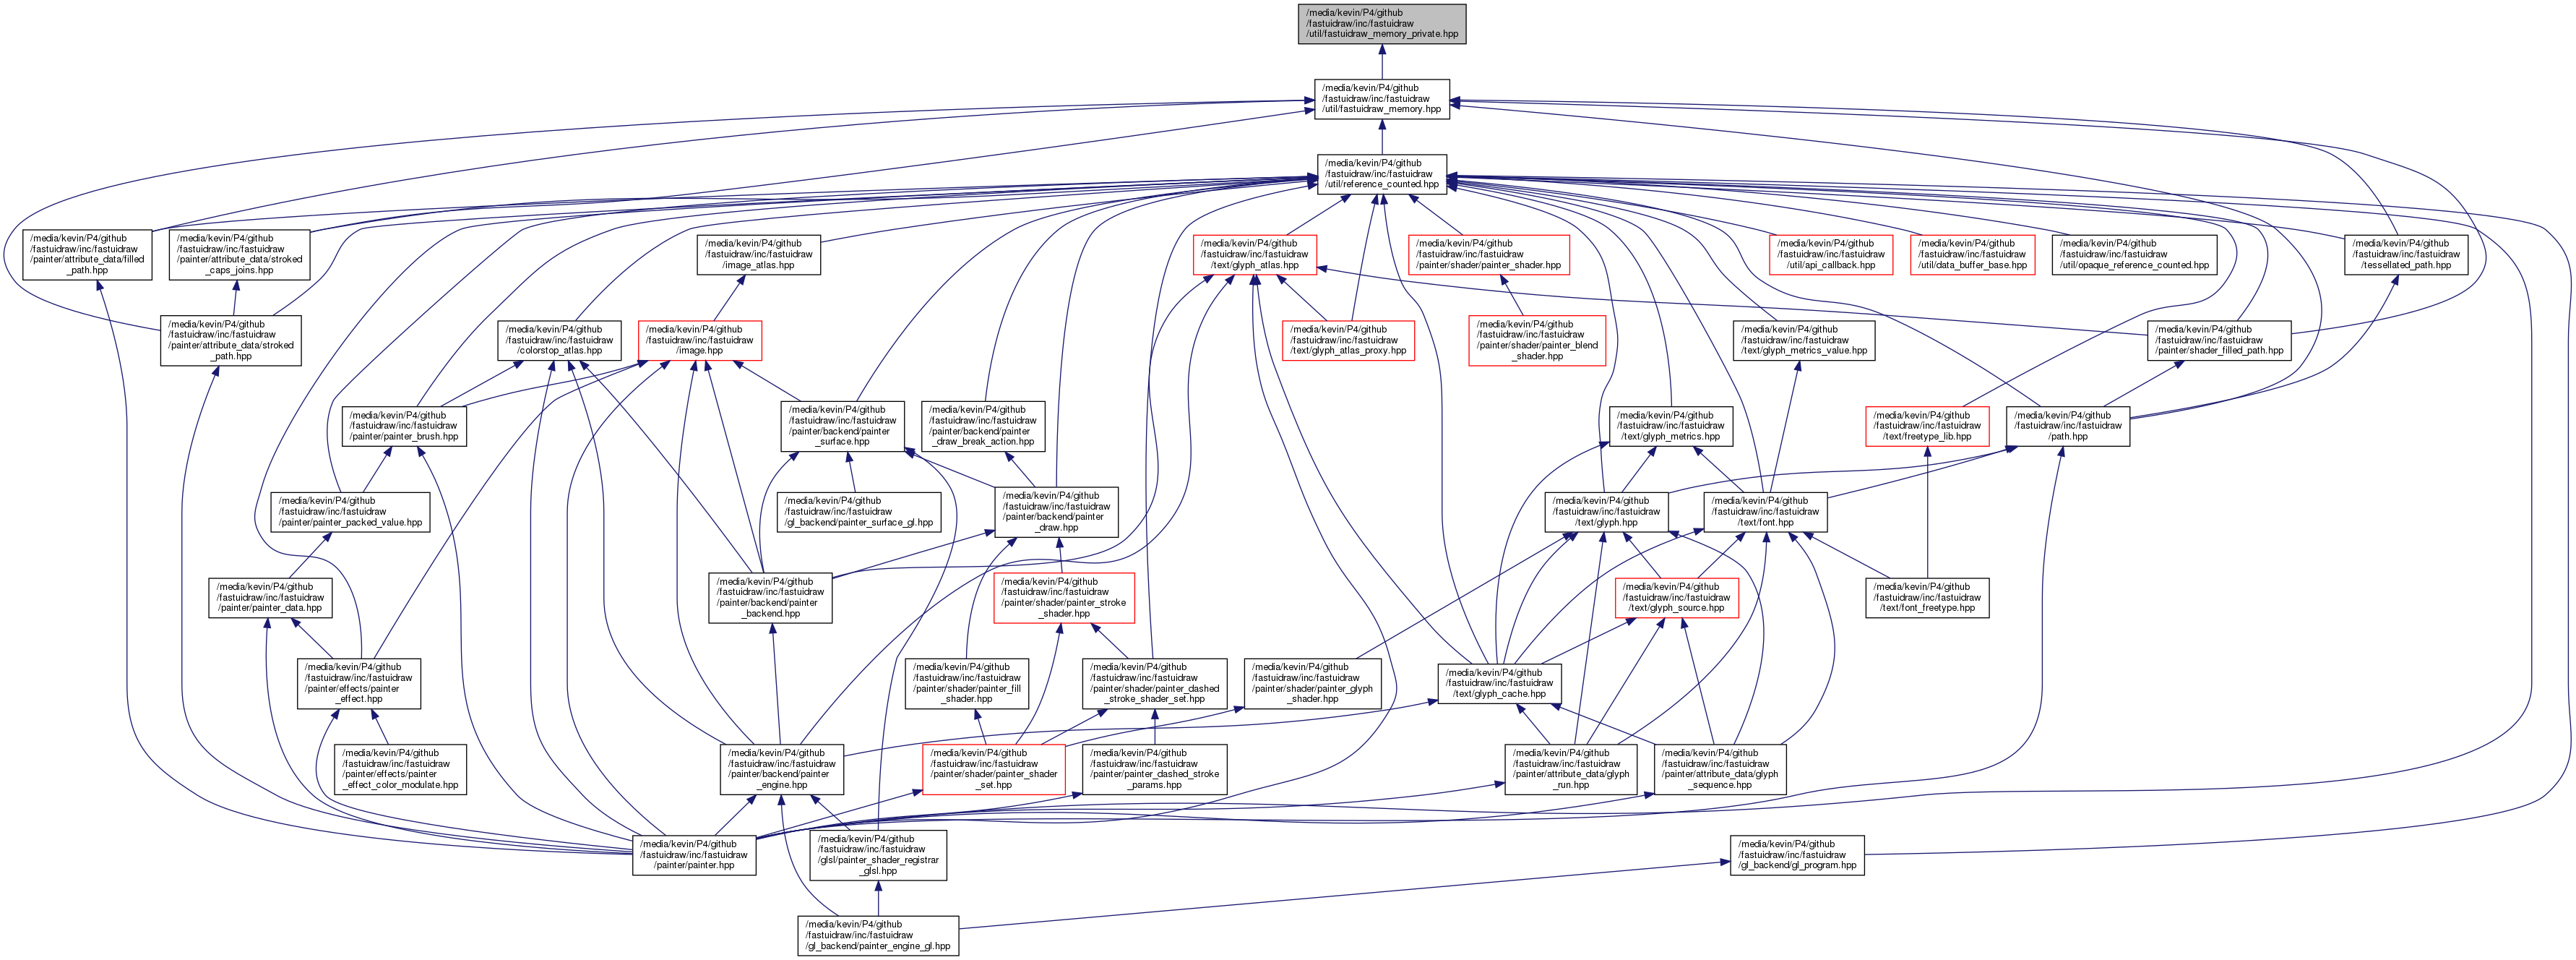 /media/kevin/P4/github
/fastuidraw/inc/fastuidraw
/util/fastuidraw_memory_private.hpp
/media/kevin/P4/github
/fastuidraw/inc/fastuidraw
/util/fastuidraw_memory.hpp
/media/kevin/P4/github
/fastuidraw/inc/fastuidraw
/util/reference_counted.hpp
/media/kevin/P4/github
/fastuidraw/inc/fastuidraw
/painter/attribute_data/filled
_path.hpp
/media/kevin/P4/github
/fastuidraw/inc/fastuidraw
/painter/attribute_data/stroked
_caps_joins.hpp
/media/kevin/P4/github
/fastuidraw/inc/fastuidraw
/image_atlas.hpp
/media/kevin/P4/github
/fastuidraw/inc/fastuidraw
/text/glyph_atlas.hpp
/media/kevin/P4/github
/fastuidraw/inc/fastuidraw
/painter/shader/painter_shader.hpp
/media/kevin/P4/github
/fastuidraw/inc/fastuidraw
/util/api_callback.hpp
/media/kevin/P4/github
/fastuidraw/inc/fastuidraw
/util/data_buffer_base.hpp
/media/kevin/P4/github
/fastuidraw/inc/fastuidraw
/util/opaque_reference_counted.hpp
/media/kevin/P4/github
/fastuidraw/inc/fastuidraw
/tessellated_path.hpp
/media/kevin/P4/github
/fastuidraw/inc/fastuidraw
/painter/attribute_data/stroked
_path.hpp
/media/kevin/P4/github
/fastuidraw/inc/fastuidraw
/colorstop_atlas.hpp
/media/kevin/P4/github
/fastuidraw/inc/fastuidraw
/image.hpp
/media/kevin/P4/github
/fastuidraw/inc/fastuidraw
/text/glyph_atlas_proxy.hpp
/media/kevin/P4/github
/fastuidraw/inc/fastuidraw
/painter/shader/painter_blend
_shader.hpp
/media/kevin/P4/github
/fastuidraw/inc/fastuidraw
/text/glyph_metrics_value.hpp
/media/kevin/P4/github
/fastuidraw/inc/fastuidraw
/painter/shader_filled_path.hpp
/media/kevin/P4/github
/fastuidraw/inc/fastuidraw
/painter/painter_brush.hpp
/media/kevin/P4/github
/fastuidraw/inc/fastuidraw
/painter/backend/painter
_surface.hpp
/media/kevin/P4/github
/fastuidraw/inc/fastuidraw
/painter/backend/painter
_draw_break_action.hpp
/media/kevin/P4/github
/fastuidraw/inc/fastuidraw
/text/glyph_metrics.hpp
/media/kevin/P4/github
/fastuidraw/inc/fastuidraw
/text/freetype_lib.hpp
/media/kevin/P4/github
/fastuidraw/inc/fastuidraw
/path.hpp
/media/kevin/P4/github
/fastuidraw/inc/fastuidraw
/painter/painter_packed_value.hpp
/media/kevin/P4/github
/fastuidraw/inc/fastuidraw
/gl_backend/painter_surface_gl.hpp
/media/kevin/P4/github
/fastuidraw/inc/fastuidraw
/painter/backend/painter
_draw.hpp
/media/kevin/P4/github
/fastuidraw/inc/fastuidraw
/text/glyph.hpp
/media/kevin/P4/github
/fastuidraw/inc/fastuidraw
/text/font.hpp
/media/kevin/P4/github
/fastuidraw/inc/fastuidraw
/painter/painter_data.hpp
/media/kevin/P4/github
/fastuidraw/inc/fastuidraw
/painter/backend/painter
_backend.hpp
/media/kevin/P4/github
/fastuidraw/inc/fastuidraw
/painter/shader/painter_stroke
_shader.hpp
/media/kevin/P4/github
/fastuidraw/inc/fastuidraw
/text/glyph_source.hpp
/media/kevin/P4/github
/fastuidraw/inc/fastuidraw
/text/font_freetype.hpp
/media/kevin/P4/github
/fastuidraw/inc/fastuidraw
/painter/effects/painter
_effect.hpp
/media/kevin/P4/github
/fastuidraw/inc/fastuidraw
/painter/shader/painter_fill
_shader.hpp
/media/kevin/P4/github
/fastuidraw/inc/fastuidraw
/painter/shader/painter_dashed
_stroke_shader_set.hpp
/media/kevin/P4/github
/fastuidraw/inc/fastuidraw
/painter/shader/painter_glyph
_shader.hpp
/media/kevin/P4/github
/fastuidraw/inc/fastuidraw
/text/glyph_cache.hpp
/media/kevin/P4/github
/fastuidraw/inc/fastuidraw
/painter/effects/painter
_effect_color_modulate.hpp
/media/kevin/P4/github
/fastuidraw/inc/fastuidraw
/painter/backend/painter
_engine.hpp
/media/kevin/P4/github
/fastuidraw/inc/fastuidraw
/painter/shader/painter_shader
_set.hpp
/media/kevin/P4/github
/fastuidraw/inc/fastuidraw
/painter/painter_dashed_stroke
_params.hpp
/media/kevin/P4/github
/fastuidraw/inc/fastuidraw
/painter/attribute_data/glyph
_run.hpp
/media/kevin/P4/github
/fastuidraw/inc/fastuidraw
/painter/attribute_data/glyph
_sequence.hpp
/media/kevin/P4/github
/fastuidraw/inc/fastuidraw
/painter/painter.hpp
/media/kevin/P4/github
/fastuidraw/inc/fastuidraw
/glsl/painter_shader_registrar
_glsl.hpp
/media/kevin/P4/github
/fastuidraw/inc/fastuidraw
/gl_backend/gl_program.hpp
/media/kevin/P4/github
/fastuidraw/inc/fastuidraw
/gl_backend/painter_engine_gl.hpp